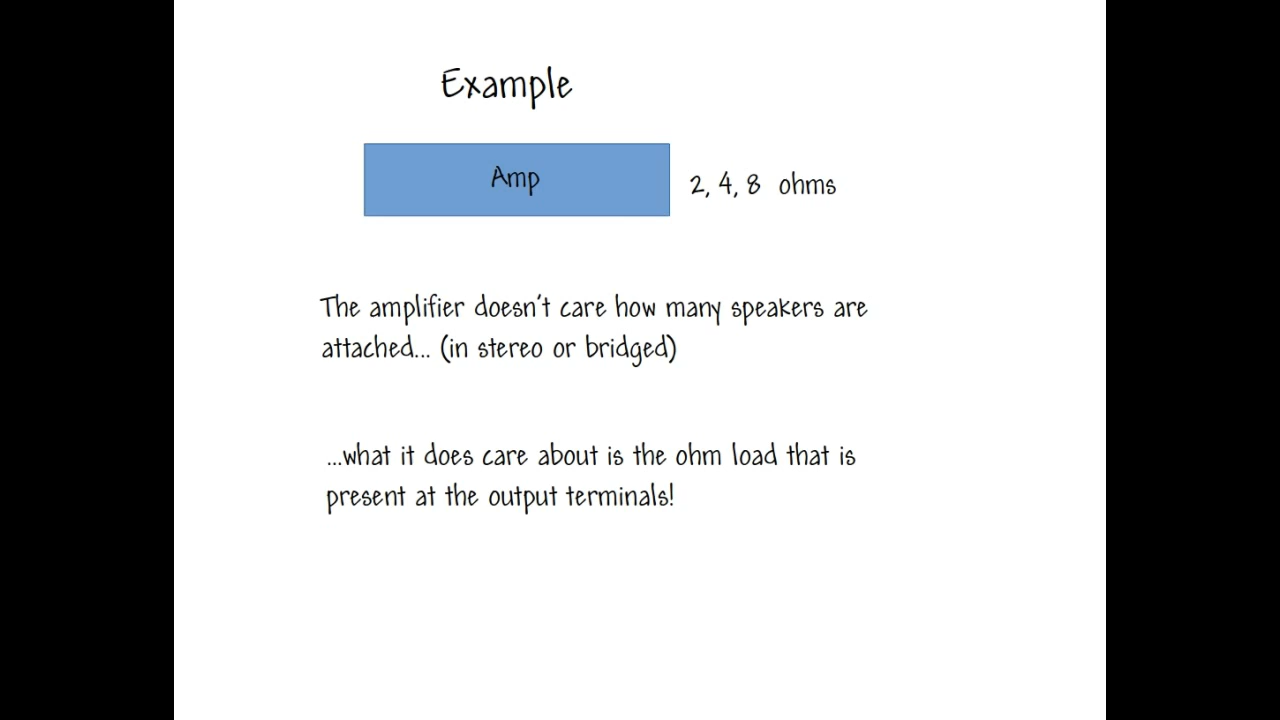 Example
Amp
2, 4, 8 ohms
The amplifier doesn't care how many speakers are
attached... (in stereo or bridged)
...what it does care about is the ohm load that is
present at the output terminals!